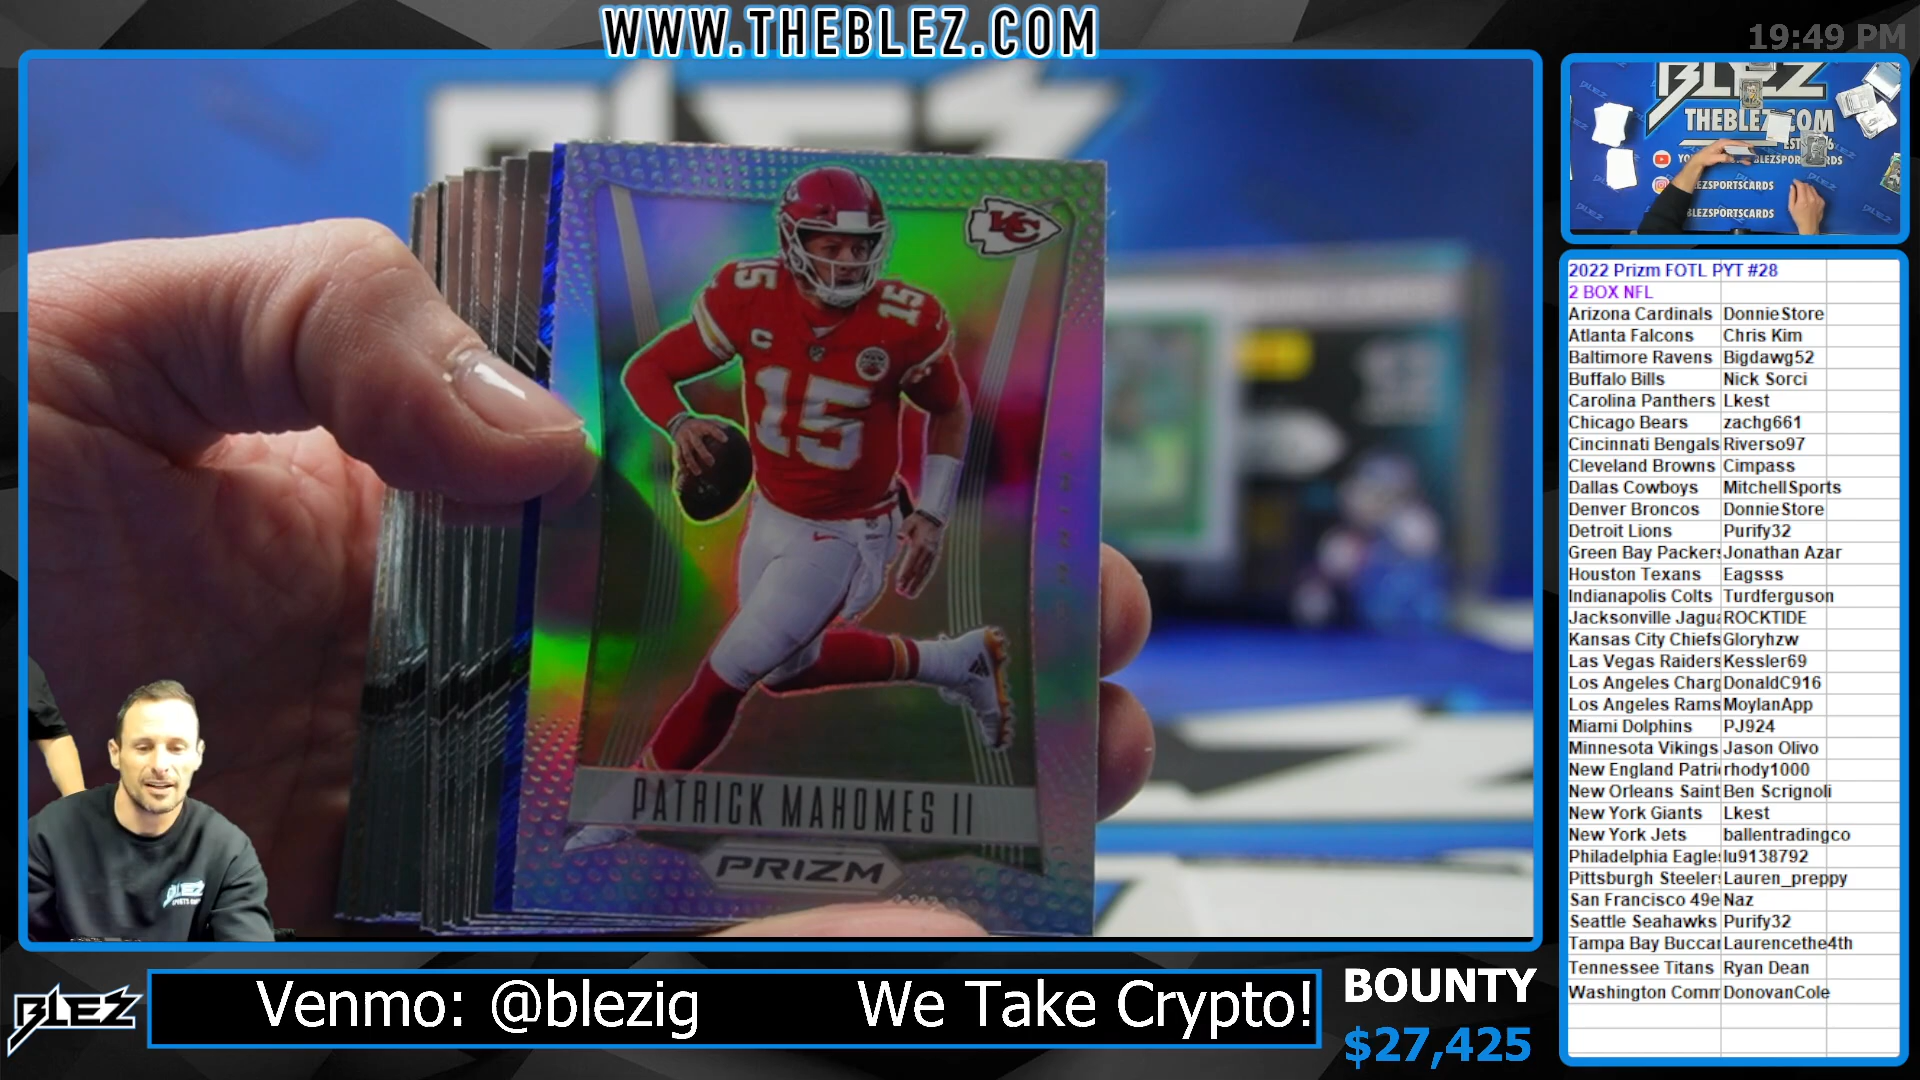 WWW.THEBLEZ.COM
19:49 PM
BLEZ
THEBLEZ.COM
BLEZSPORTSCARDS
BLEZSPORTSCARDS
15
15
C
15
KC
PATRICK MAHOMES II
PRIZM
2022 Prizm FOTL PYT #28
2 BOX NFL
Arizona Cardinals DonnieStore
Atlanta Falcons Chris Kim
Baltimore Ravens Bigdawg52
Buffalo Bills Nick Sorci
Carolina Panthers Lkest
Chicago Bears zachg661
Cincinnati Bengals Riverso97
Cleveland Browns Cimpass
Dallas Cowboys MitchellSports
Denver Broncos DonnieStore
Detroit Lions Purify32
Green Bay Packers Jonathan Azar
Houston Texans Eagsss
Indianapolis Colts Turdferguson
Jacksonville Jagua ROCKTIDE
Kansas City Chiefs Gloryhzw
Las Vegas Raiders Kessler69
Los Angeles Charg DonaldC916
Los Angeles Rams MoylanApp
Miami Dolphins PJ924
Minnesota Vikings Jason Olivo
New England Patri rhody1000
New Orleans Saint Ben Scrignoli
New York Giants Lkest
New York Jets ballentradingco
Philadelphia Eagles lu9138792
Pittsburgh Steelers Lauren_preppy
San Francisco 49e Naz
Seattle Seahawks Purify32
Tampa Bay Buccar Laurencethe4th
Tennessee Titans Ryan Dean
Washington Comm DonovanCole
BLEZ
Venmo: @blezig We Take Crypto!
BOUNTY
$27,425